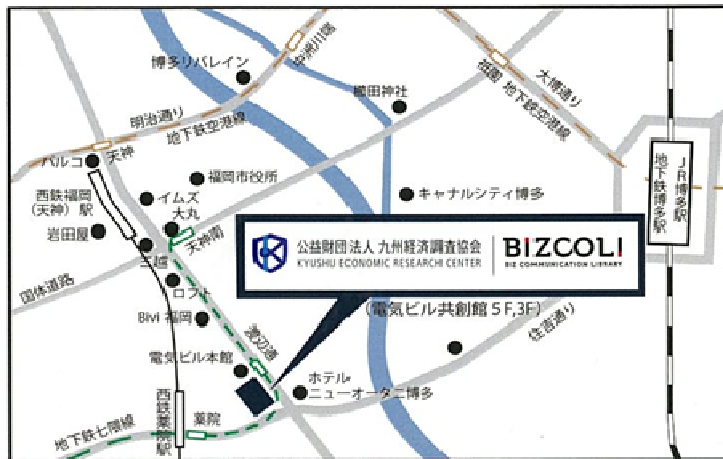 博多リバレイン
中洲川端
櫛田神社
祇園
地下鉄空港線
大博通り
明治通り
地下鉄空港線
パルコ
天神
福岡市役所
西鉄福岡
(天神)駅
イムズ
大丸
キャナルシティ博多
JR博多駅
地下鉄博多駅
岩田屋
天神南
三越
国体道路
ロフト
公益財団法人 九州経済調査協会
KYUSHU ECONOMIC RESEARCH CENTER
BIZCOLI
BIZ COMMUNICATION LIBRARY
(電気ビル共創館5F,3F)
Bivi 福岡
渡辺通
住吉通り
電気ビル本館
ホテル
ニューオータニ博多
西鉄薬院駅
薬院
地下鉄七隈線